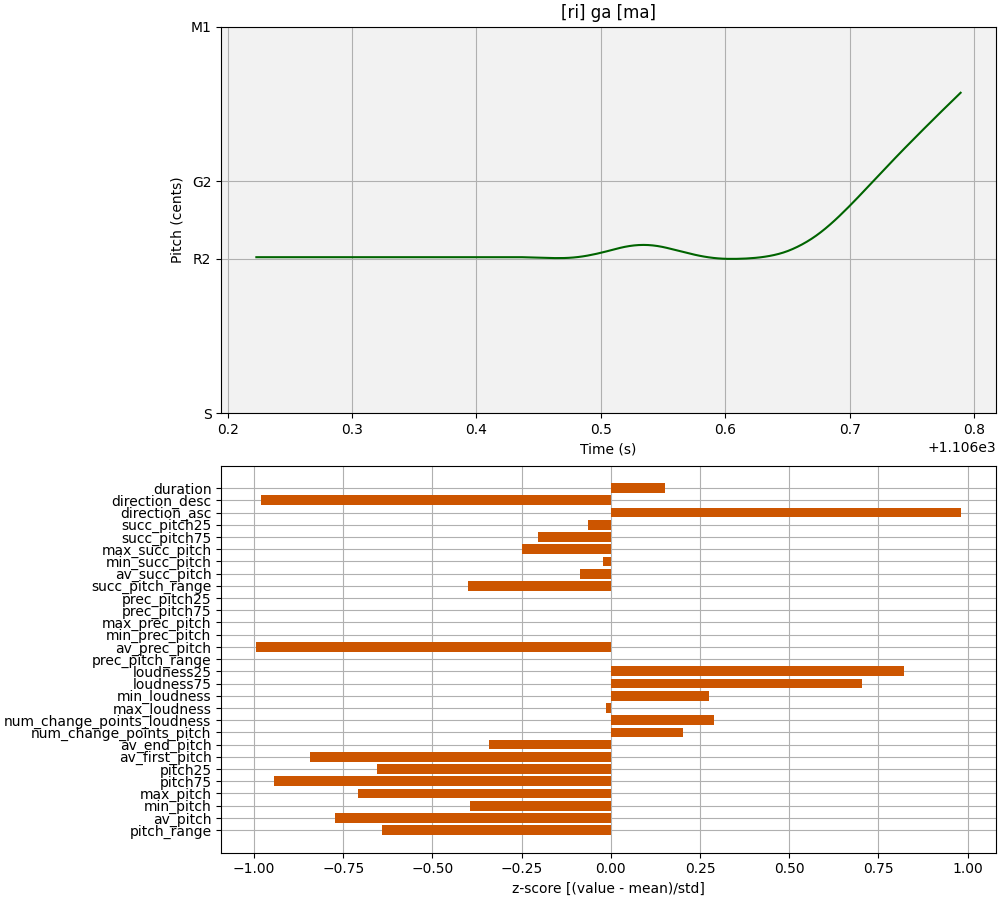 [ri] ga [ma]
M1
G2
R2
S
Pitch (cents)
0.2 0.3 0.4 0.5 0.6 0.7 0.8
Time (s)
+1.106e3
duration
direction_desc
direction_asc
succ_pitch25
succ_pitch75
max_succ_pitch
min_succ_pitch
av_succ_pitch
succ_pitch_range
prec_pitch25
prec_pitch75
max_prec_pitch
min_prec_pitch
av_prec_pitch
prec_pitch_range
loudness25
loudness75
min_loudness
max_loudness
num_change_points_loudness
num_change_points_pitch
av_end_pitch
av_first_pitch
pitch25
pitch75
max_pitch
min_pitch
av_pitch
pitch_range
−1.00 −0.75 −0.50 −0.25 0.00 0.25 0.50 0.75 1.00
z-score [(value - mean)/std]